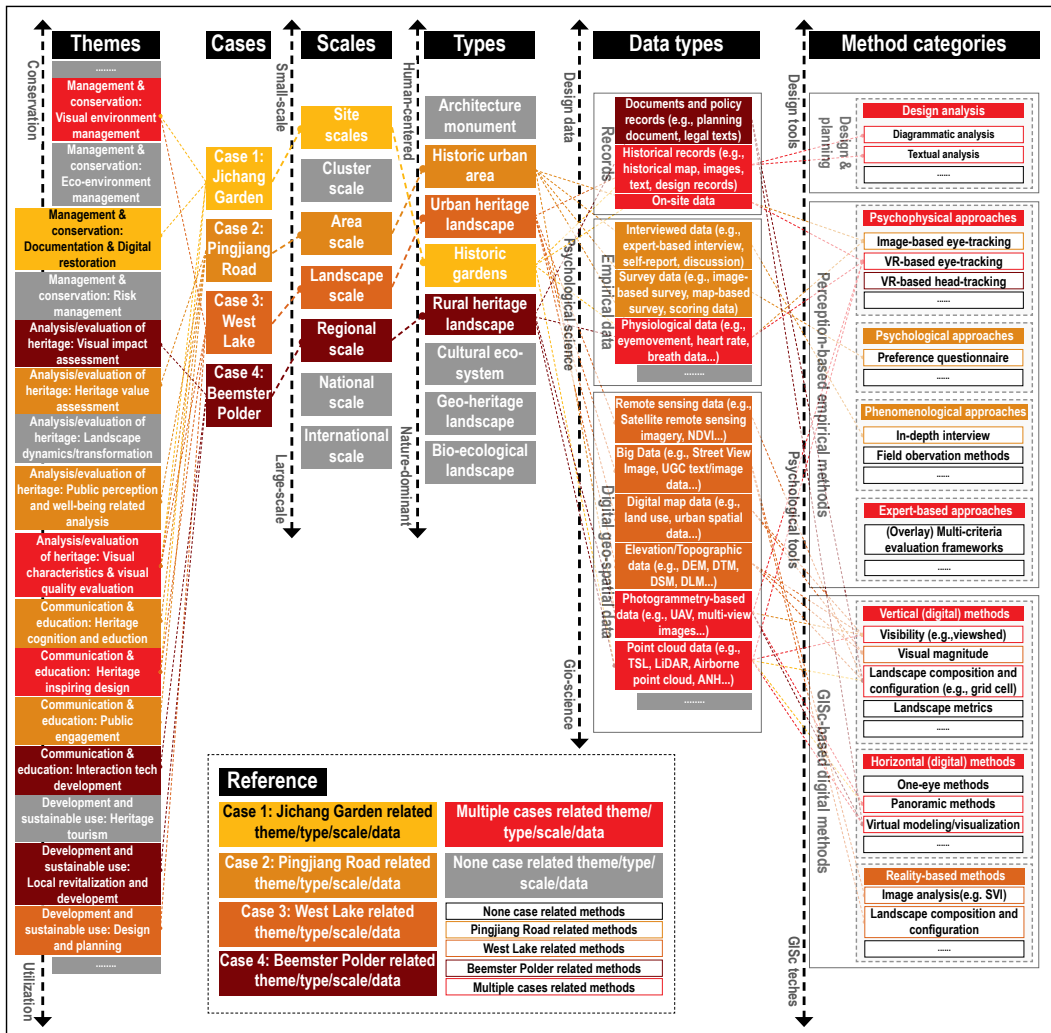 Themes
Cases
Scales
Types
Data types
Method categories
Conservation
Utilization
........
Management &
conservation:
Visual environment
management
Management &
conservation:
Eco-environment
management
Management &
conservation:
Documentation & Digital
restoration
Management &
conservation: Risk
management
Analysis/evaluation of
heritage: Visual impact
assessment
Analysis/evaluation of
heritage: Heritage value
assessment
Analysis/evaluation of
heritage: Landscape
dynamics/transformation
Analysis/evaluation of
heritage: Public perception
and well-being related
analysis
Analysis/evaluation
of heritage: Visual
characteristics & visual
quality evaluation
Communication &
education: Heritage
cognition and eduction
Communication &
education: Heritage
inspiring design
Communication &
education: Public
engagement
Communication &
education: Interaction tech
development
Development and
sustainable use: Heritage
tourism
Development and
sustainable use:
Local revitalization and
developemt
Development and
sustainable use: Design
and planning
........
Case 1:
Jichang
Garden
Case 2:
Pingjiang
Road
Case 3:
West
Lake
Case 4:
Beemster
Polder
Small-scale
Large-scale
Site
scales
Cluster
scale
Area
scale
Landscape
scale
Regional
scale
National
scale
International
scale
Human-centered
Nature-dominant
Architecture
monument
Historic urban
area
Urban heritage
landscape
Historic
gardens
Rural heritage
landscape
Cultural eco-
system
Geo-heritage
landscape
Bio-ecological
landscape
Design data
Psychological science
Gio-science
Records
Documents and policy
records (e.g., planning
document, legal texts)
Historical records (e.g.,
historical map, images,
text, design records)
On-site data
Empirical data
Interviewed data (e.g.,
expert-based interview,
self-report, discussion)
Survey data (e.g., image-
based survey, map-based
survey, scoring data)
Physiological data (e.g.,
eyemovement, heart rate,
breath data...)
........
Digital geo-spatial data
Remote sensing data (e.g.,
Satellite remote sensing
imagery, NDVI...)
Big Data (e.g., Street View
Image, UGC text/image
data...)
Digital map data (e.g.,
land use, urban spatial
data...)
Elevation/Topographic
data (e.g., DEM, DTM,
DSM, DLM...)
Photogrammetry-based
data (e.g., UAV, multi-view
images...)
Point cloud data (e.g.,
TSL, LiDAR, Airborne
point cloud, ANH...)
........
Design tools
Psychological tools
GISc teches
Design &
planning
Design analysis
Diagrammatic analysis
Textual analysis
......
Perception-based empirical methods
Psychophysical approaches
Image-based eye-tracking
VR-based eye-tracking
VR-based head-tracking
......
Psychological approaches
Preference questionnaire
......
Phenomenological approaches
In-depth interview
Field obervation methods
......
Expert-based approaches
(Overlay) Multi-criteria
evaluation frameworks
......
GISc-based digital methods
Vertical (digital) methods
Visibility (e.g.,viewshed)
Visual magnitude
Landscape composition and
configuration (e.g., grid cell)
Landscape metrics
......
Horizontal (digital) methods
One-eye methods
Panoramic methods
Virtual modeling/visualization
......
Reality-based methods
Image analysis(e.g. SVI)
Landscape composition and
configuration
......
Reference
Case 1: Jichang Garden related
theme/type/scale/data
Case 2: Pingjiang Road related
theme/type/scale/data
Case 3: West Lake related
theme/type/scale/data
Case 4: Beemster Polder related
theme/type/scale/data
Multiple cases related theme/
type/scale/data
None case related theme/type/
scale/data
None case related methods
Pingjiang Road related methods
West Lake related methods
Beemster Polder related methods
Multiple cases related methods